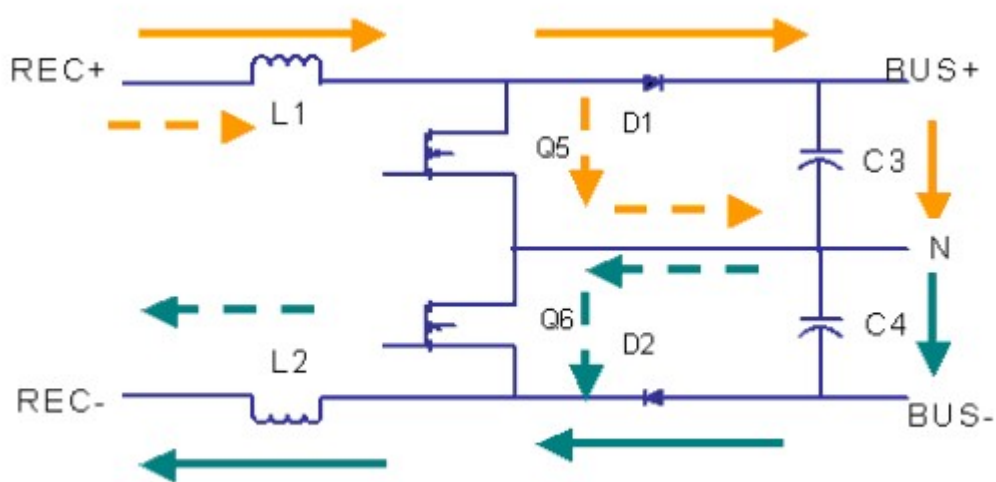 REC+
BUS+
L1
D1
Q5
C3
N
Q6
C4
L2
D2
REC-
BUS-